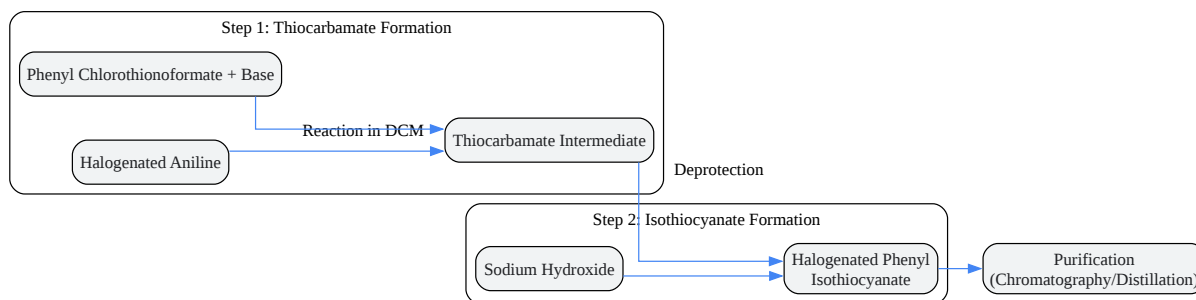 Step 1: Thiocarbamate Formation
Phenyl Chlorothionoformate + Base
Reaction in DCM
Thiocarbamate Intermediate
Halogenated Aniline
Deprotection
Step 2: Isothiocyanate Formation
Sodium Hydroxide
Halogenated Phenyl
Isothiocyanate
Purification
(Chromatography/Distillation)